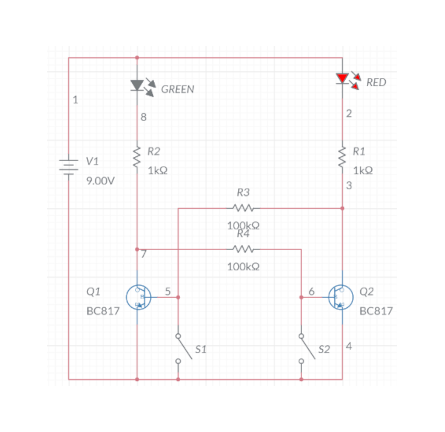 GREEN
RED
1
8
2
R2
1kΩ
R1
1kΩ
V1
9.00V
3
R3
100kΩ
R4
100kΩ
7
Q1
BC817
5
6
Q2
BC817
S1
S2
4